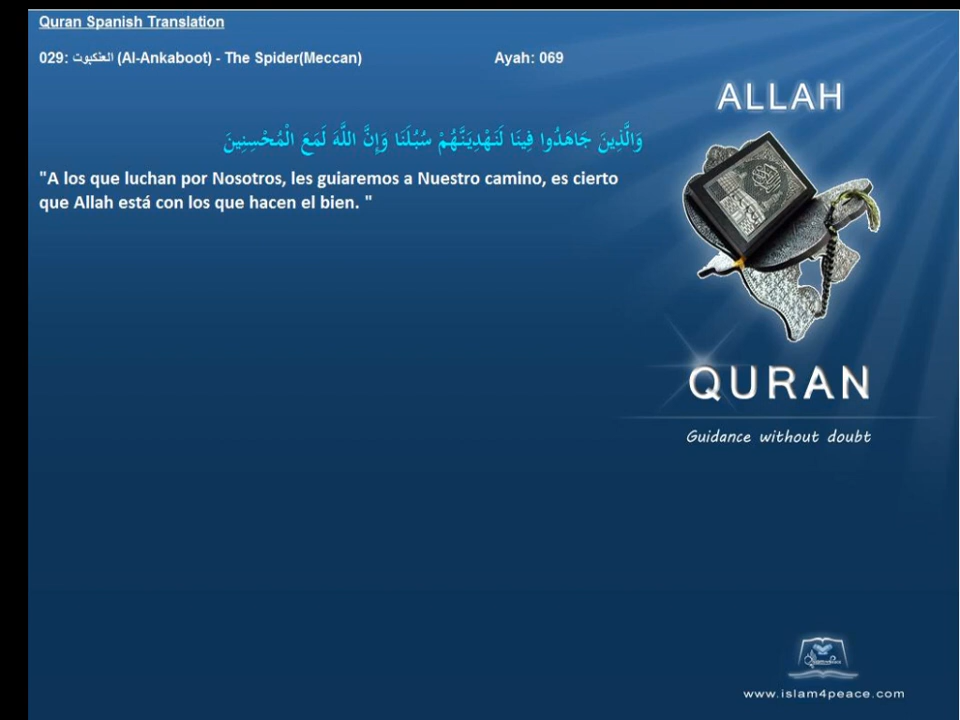 Quran Spanish Translation
029: العنكبوت (Al-Ankaboot) - The Spider(Meccan) Ayah: 069
وَالَّذِينَ جَاهَدُوا فِينَا لَنَهْدِيَنَّهُمْ سُبُلَنَا وَإِنَّ اللَّهَ لَمَعَ الْمُحْسِنِينَ
"A los que luchan por Nosotros, les guiaremos a Nuestro camino, es cierto
que Allah está con los que hacen el bien. "
ALLAH
QURAN
Guidance without doubt
www.islam4peace.com